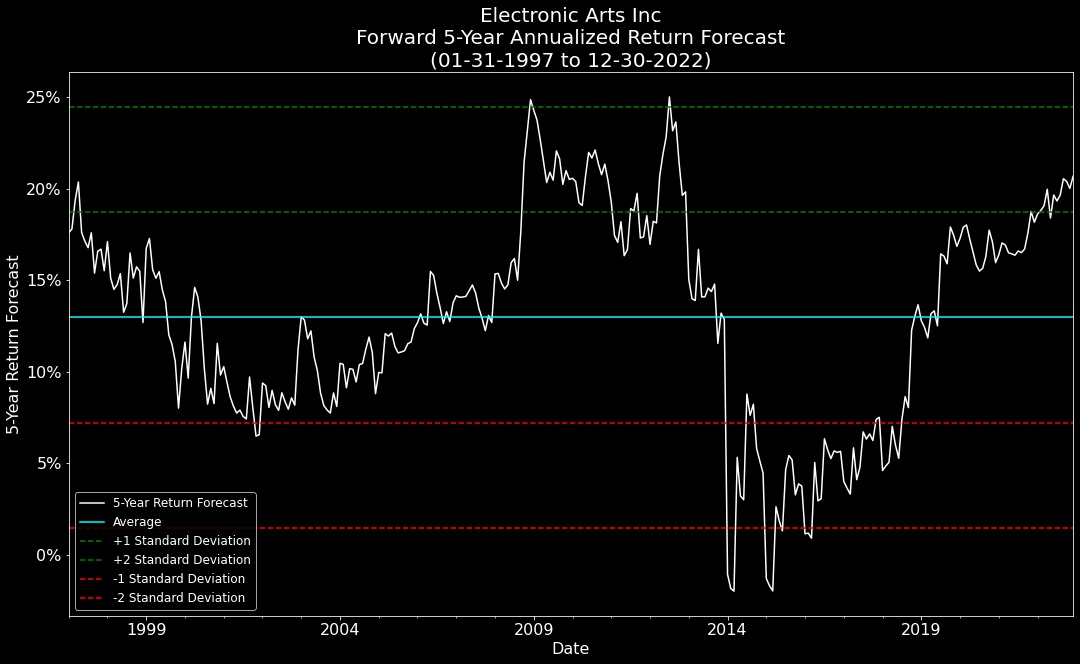 Electronic Arts Inc
Forward 5-Year Annualized Return Forecast
(01-31-1997 to 12-30-2022)
25%
20%
15%
10%
5%
0%
5-Year Return Forecast
5-Year Return Forecast
Average
+1 Standard Deviation
+2 Standard Deviation
-1 Standard Deviation
-2 Standard Deviation
1999 2004 2009 2014 2019
Date